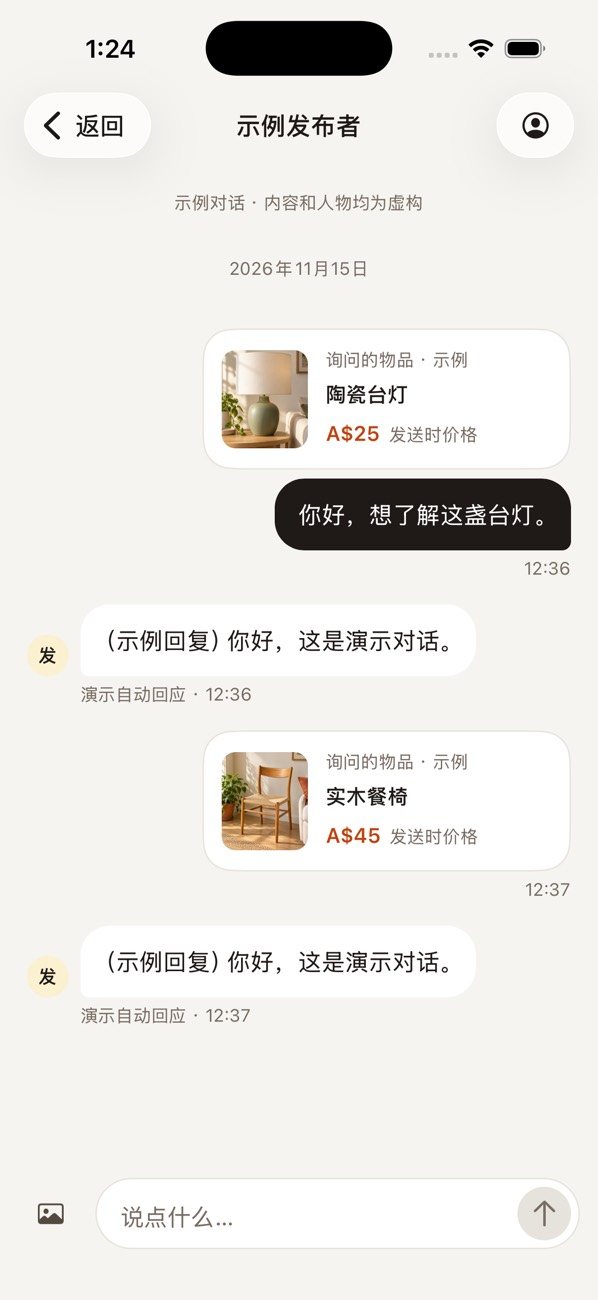 1:24
返回
示例发布者
示例对话 · 内容和人物均为虚构
2026年11月15日
询问的物品 · 示例
陶瓷台灯
A$25 发送时价格
你好，想了解这盏台灯。
12:36
发
（示例回复）你好，这是演示对话。
演示自动回应 · 12:36
询问的物品 · 示例
实木餐椅
A$45 发送时价格
12:37
发
（示例回复）你好，这是演示对话。
演示自动回应 · 12:37
说点什么...